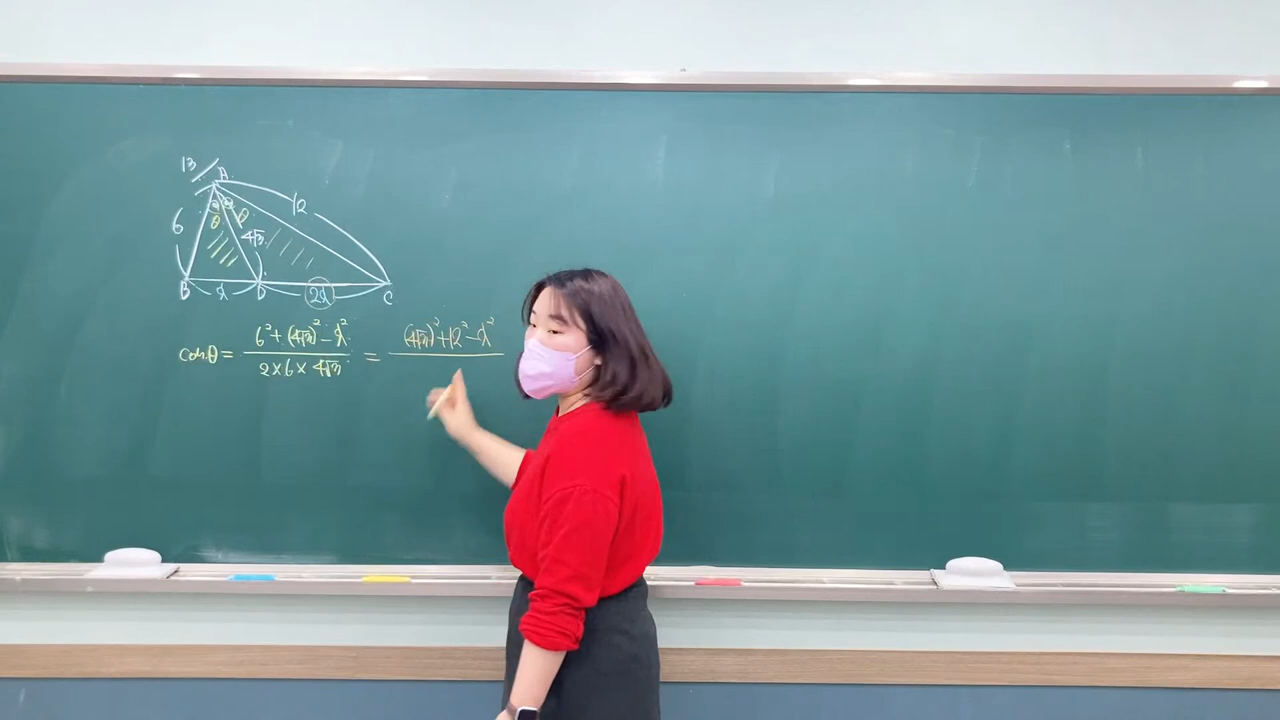 13
A
12
6
θ
θ
4√3
B
x
D
2x
C
cosθ = (6² + (4√3)² - x²) / (2×6×4√3) = ((4√3)² + 12² - x²) /